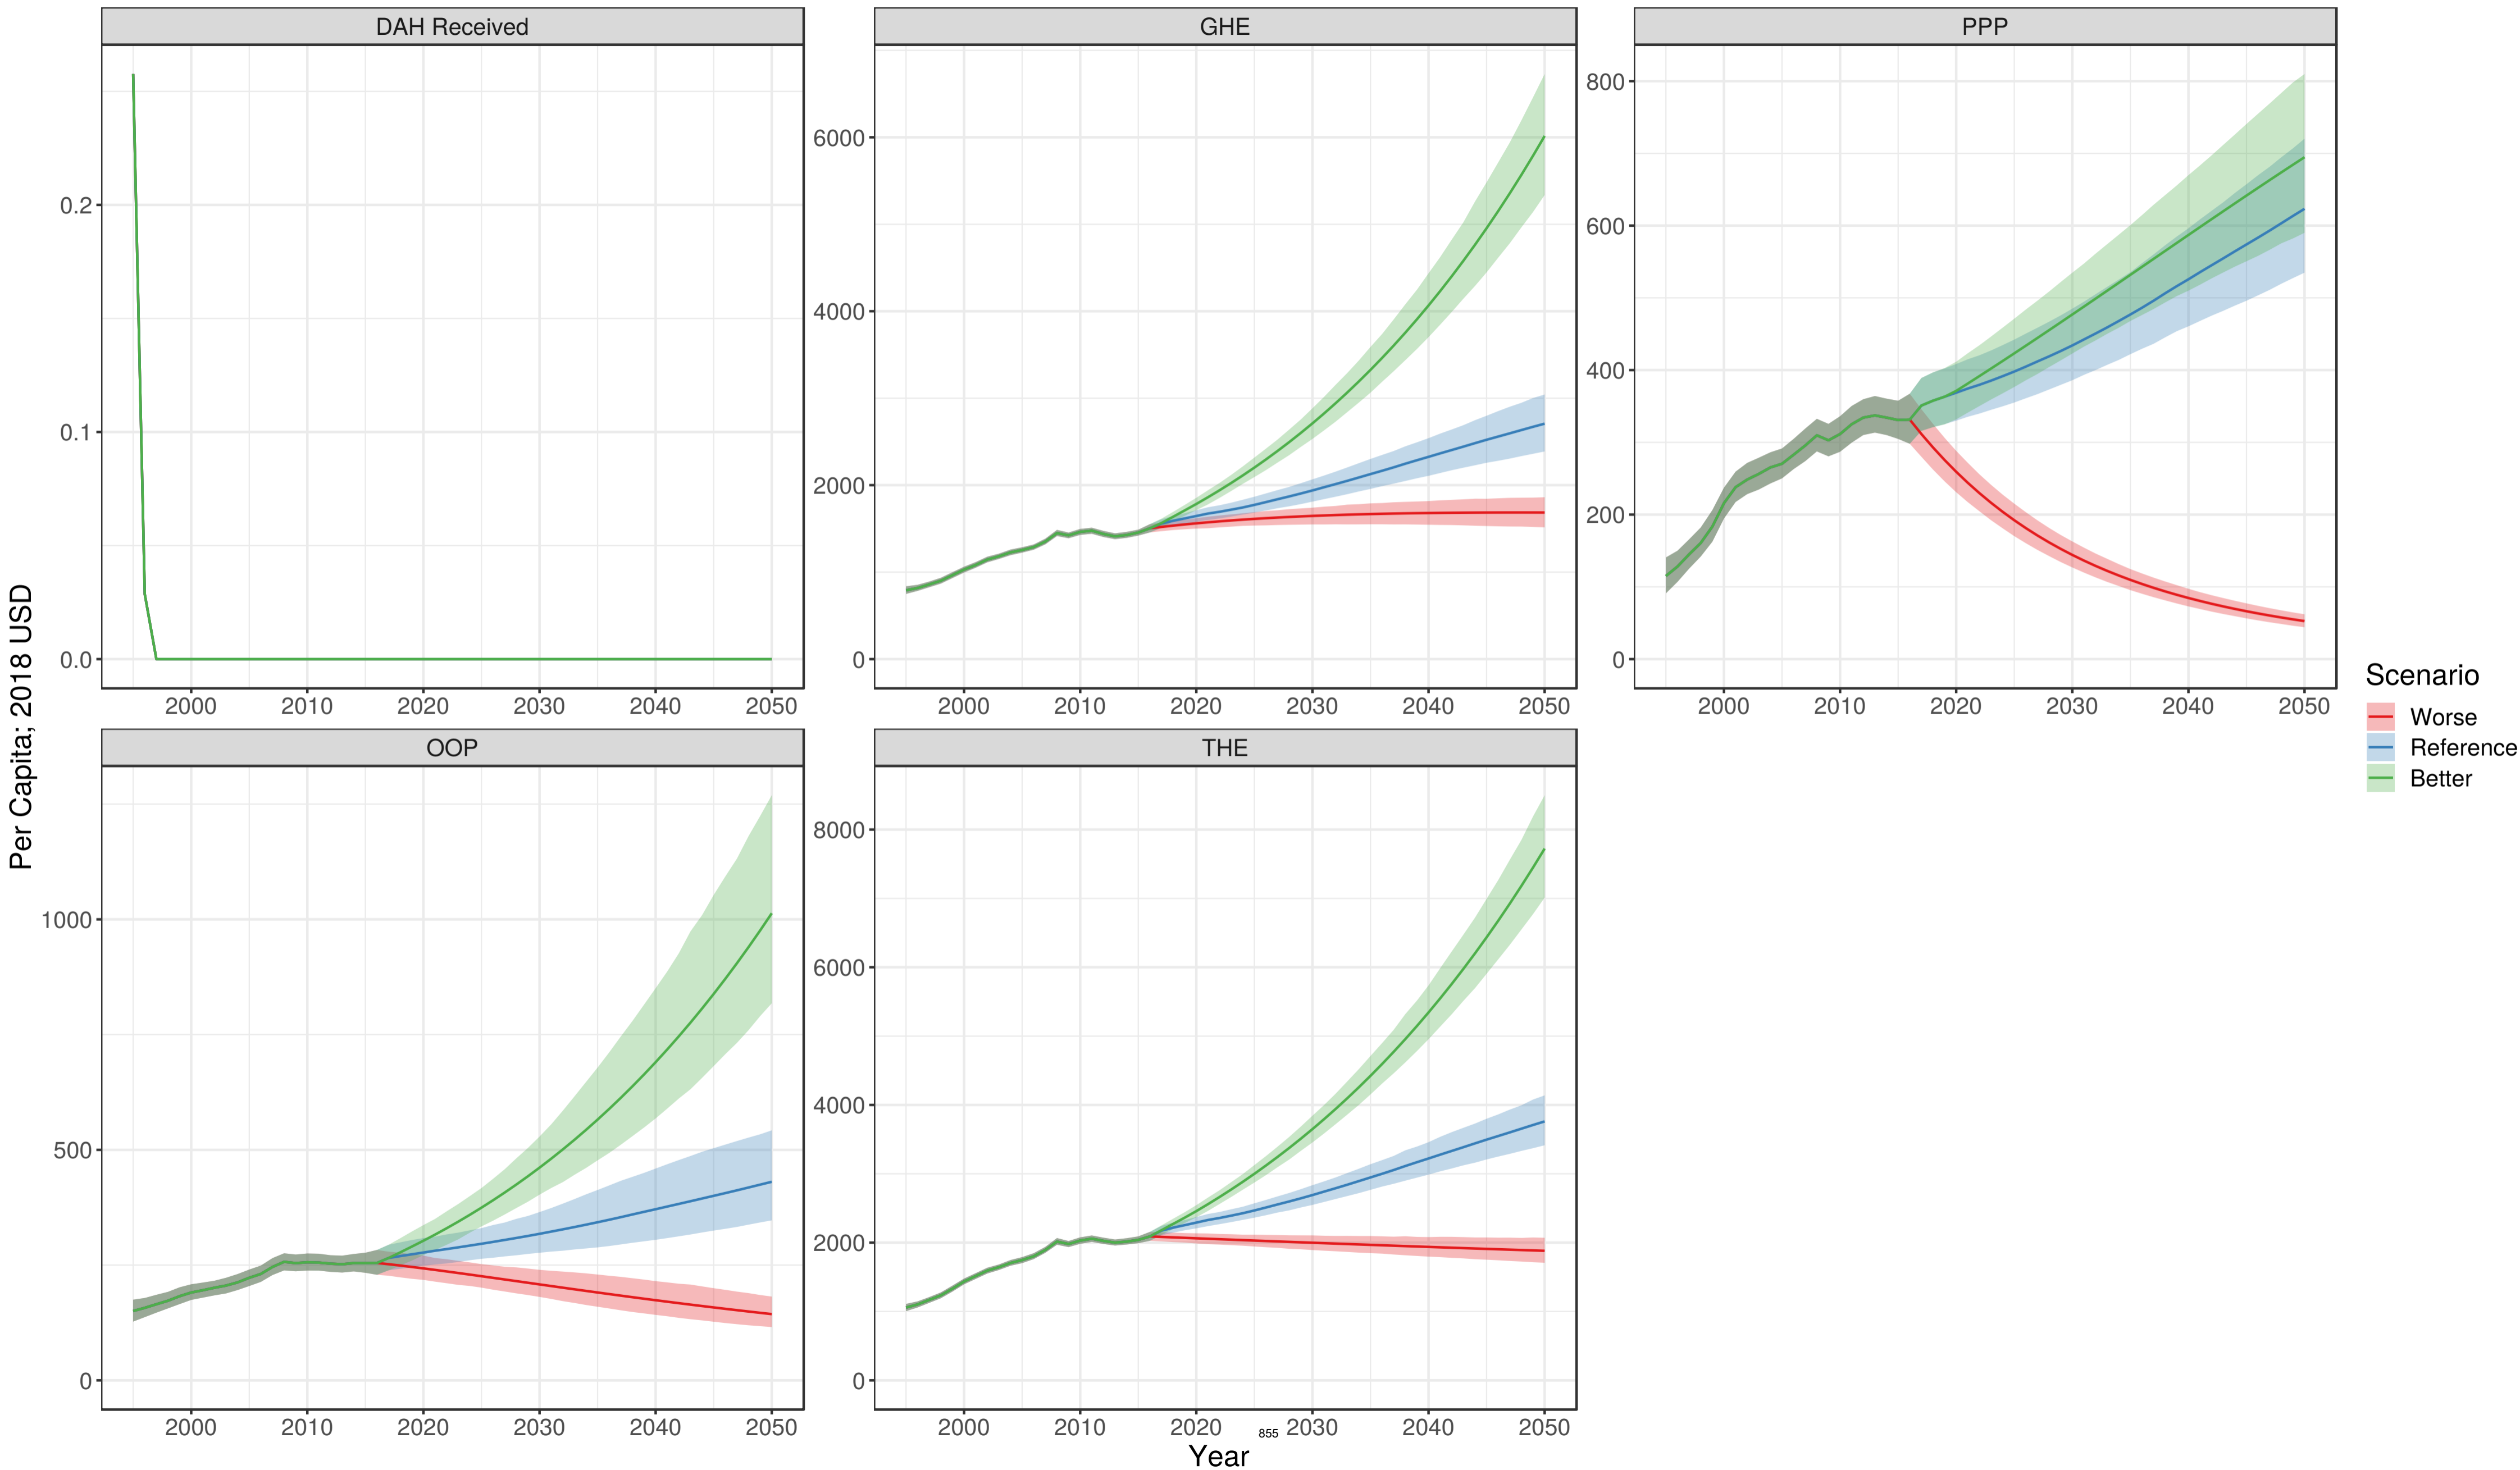 Per Capita; 2018 USD
DAH Received
0.2
0.1
0.0
2000 2010 2020 2030 2040 2050
GHE
6000
4000
2000
0
2000 2010 2020 2030 2040 2050
PPP
800
600
400
200
0
2000 2010 2020 2030 2040 2050
OOP
1000
500
0
2000 2010 2020 2030 2040 2050
THE
8000
6000
4000
2000
0
2000 2010 2020 2030 2040 2050
855
Year
Scenario
Worse
Reference
Better